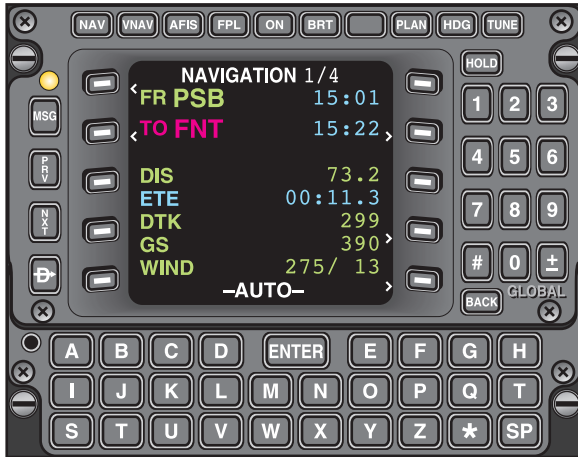 NAV VNAV AFIS FPL ON BRT PLAN HDG TUNE
HOLD
MSG
PRV
NXT
D
NAVIGATION 1/4
‹FR PSB 15:01
‹TO FNT 15:22›
DIS 73.2
ETE 00:11.3
DTK 299
GS 390›
WIND 275/ 13
–AUTO– ›
1 2 3
4 5 6
7 8 9
# 0 ±
BACK GLOBAL
A B C D ENTER E F G H
I J K L M N O P Q T
S T U V W X Y Z * SP